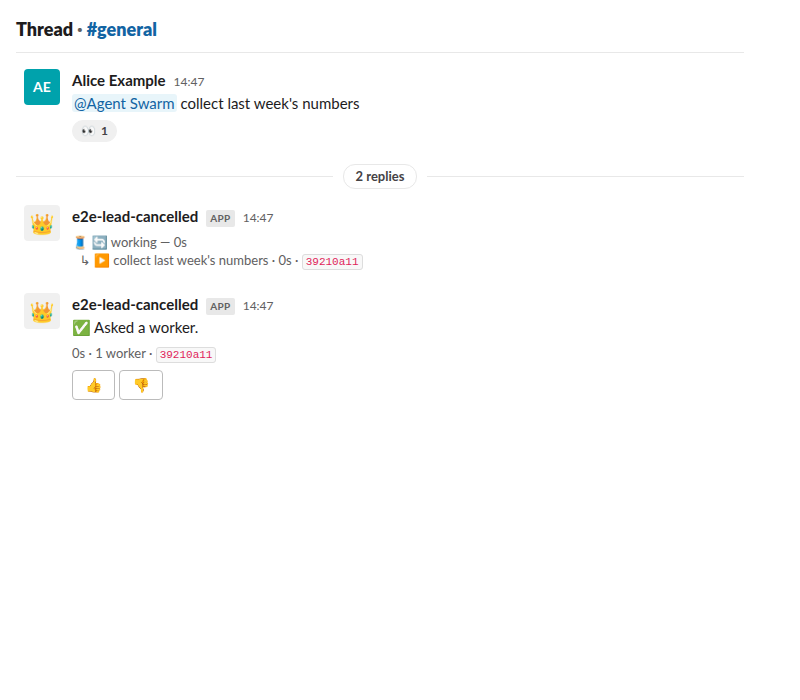 Thread • #general
AE
Alice Example 14:47
@Agent Swarm collect last week's numbers
👀 1
2 replies
e2e-lead-cancelled APP 14:47
🧵 🔄 working — 0s
↳ ▶️ collect last week's numbers · 0s · 39210a11
e2e-lead-cancelled APP 14:47
✅ Asked a worker.
0s · 1 worker · 39210a11
👍 👎